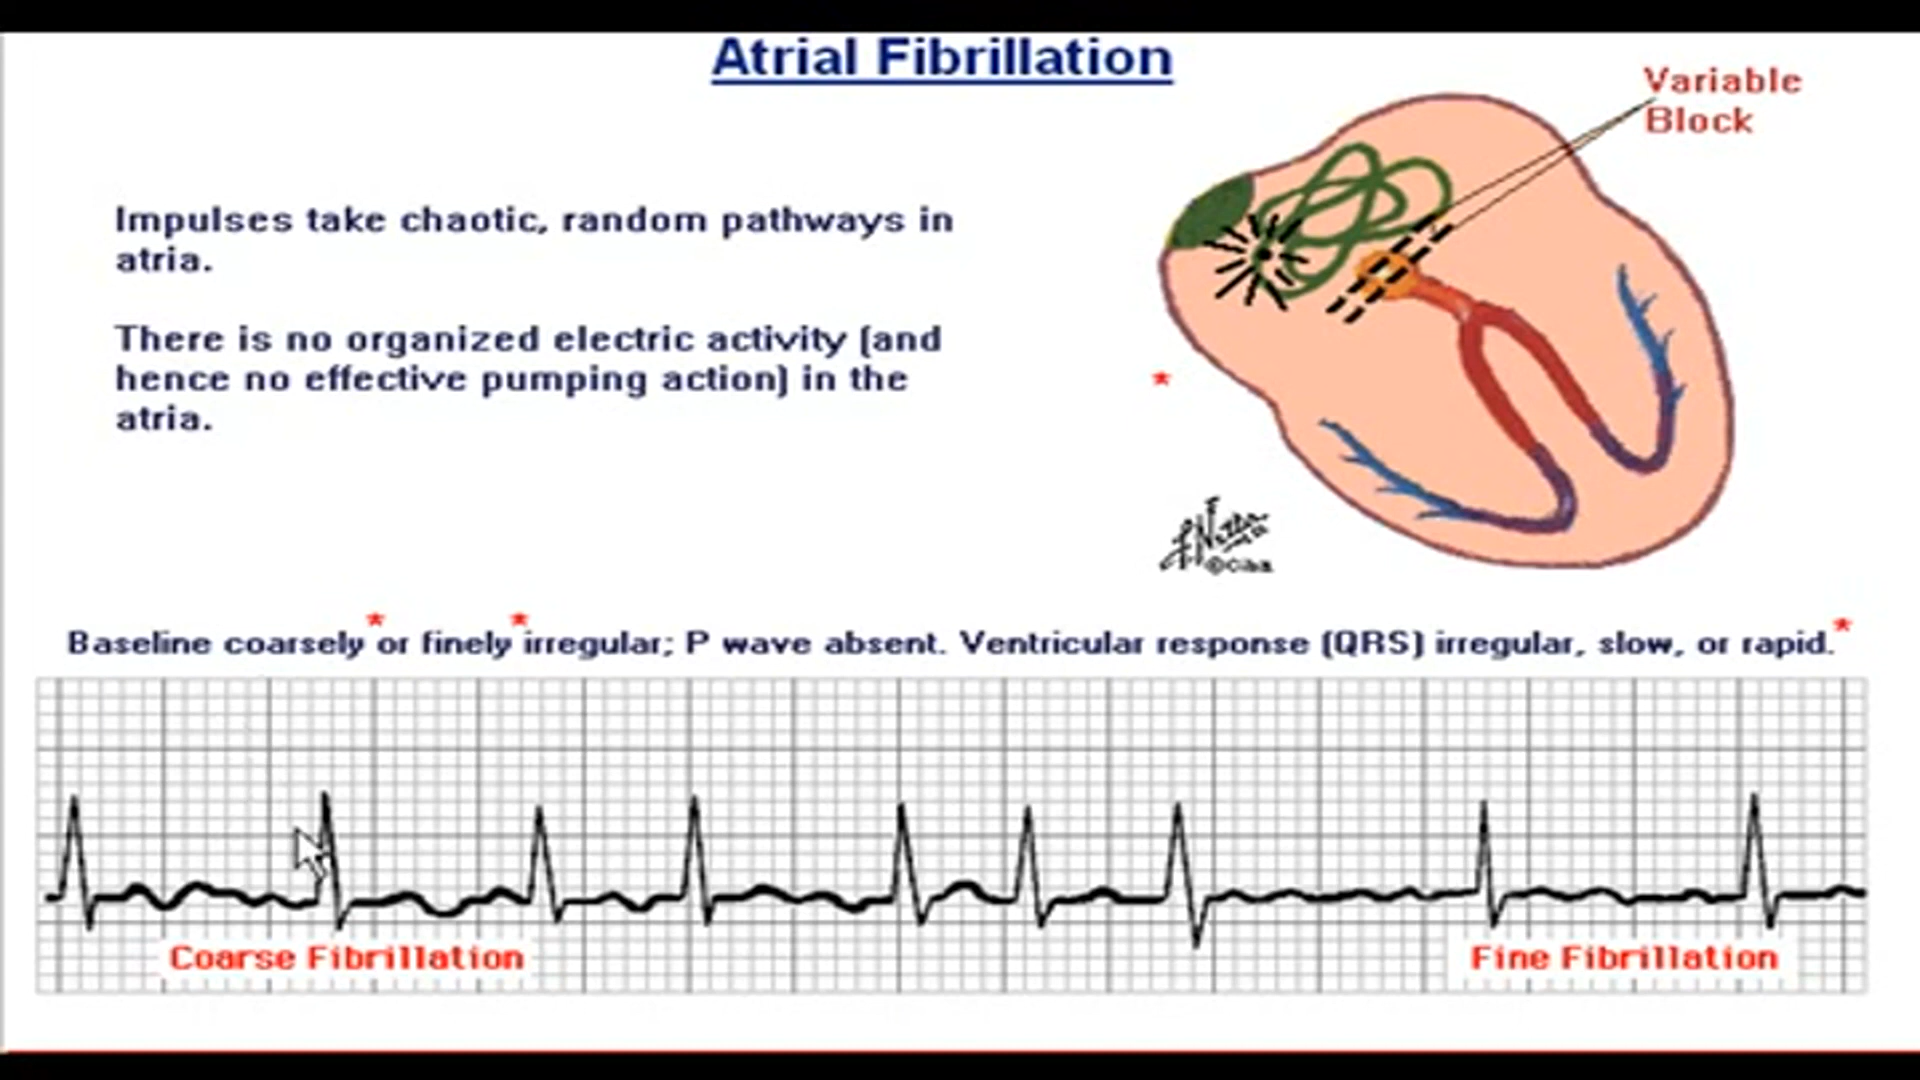 Atrial Fibrillation
Variable
Block
Impulses take chaotic, random pathways in
atria.
There is no organized electric activity (and
hence no effective pumping action) in the
atria.
*
©Ciba
Baseline coarsely * or finely * irregular; P wave absent. Ventricular response (QRS) irregular, slow, or rapid. *
Coarse Fibrillation
Fine Fibrillation